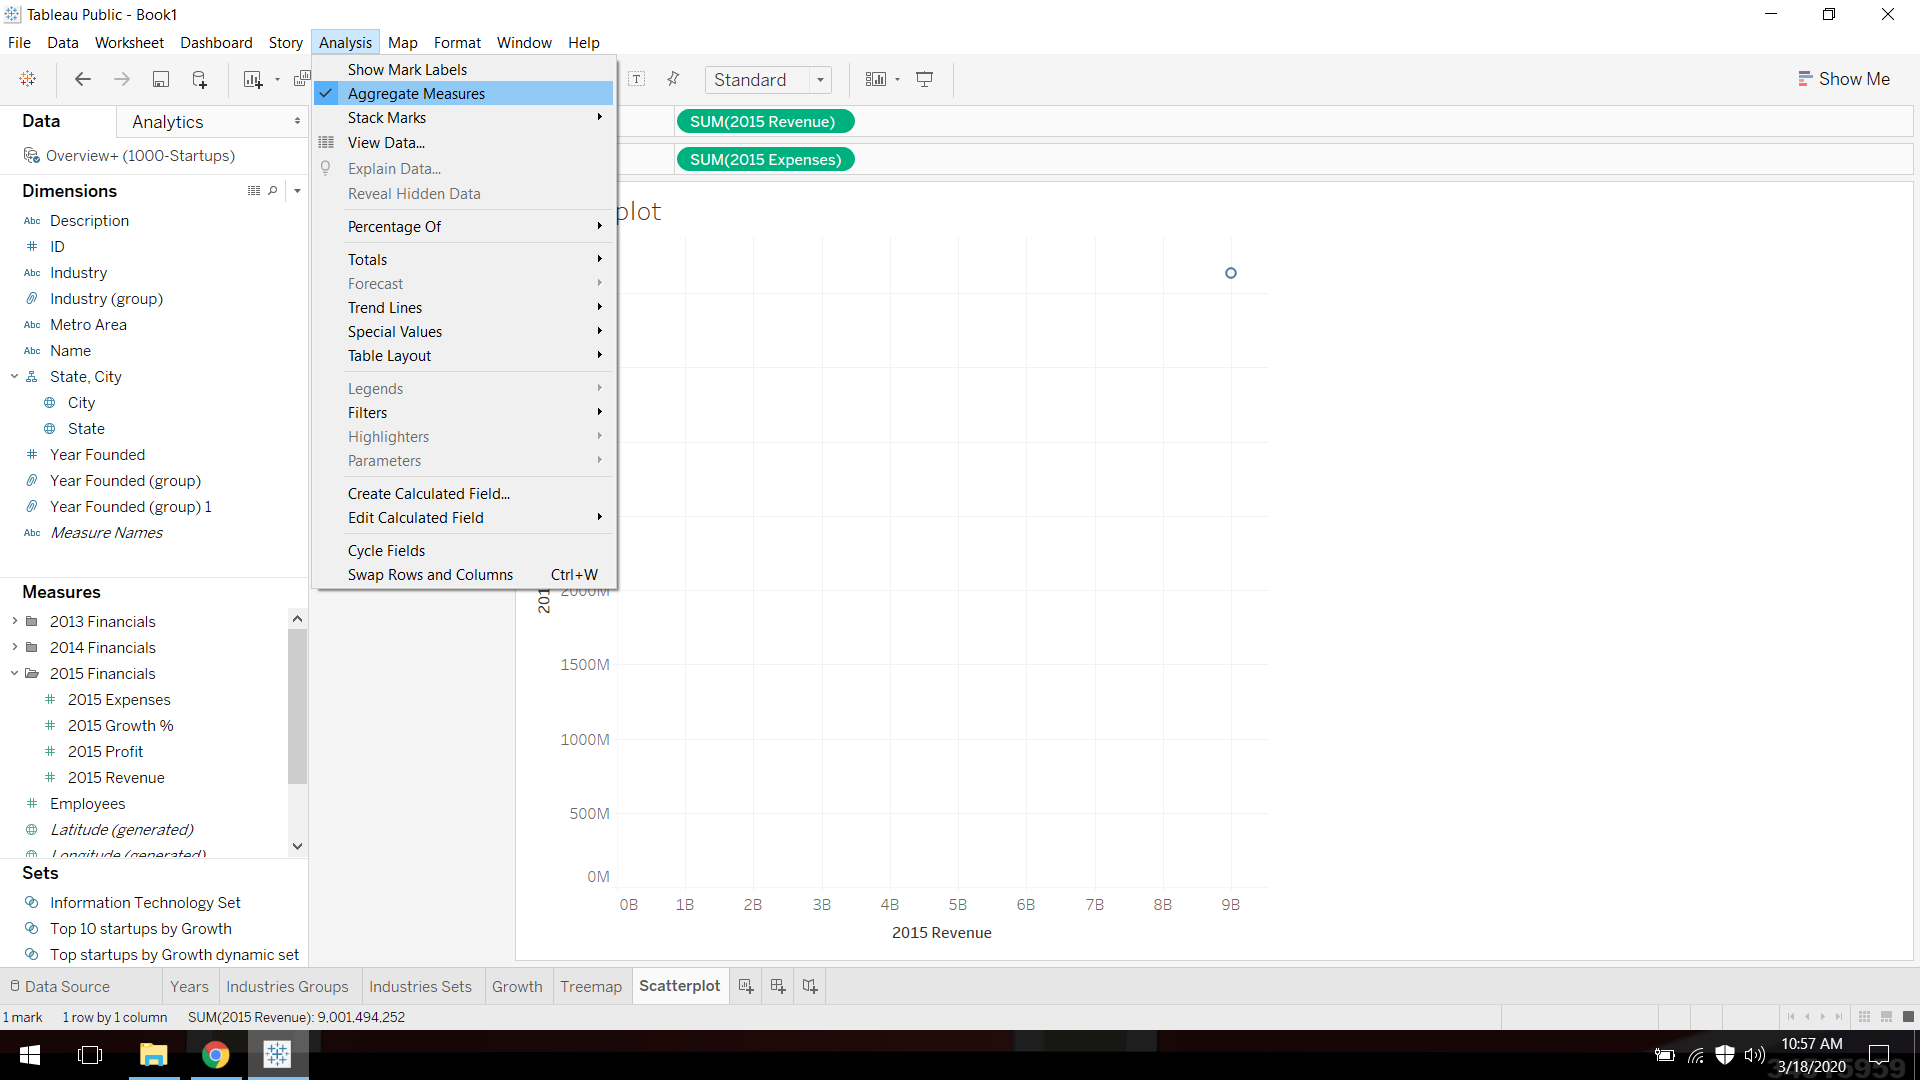 Tableau Public - Book1
File Data Worksheet Dashboard Story Analysis Map Format Window Help
Standard
Show Me
Data
Analytics
Overview+ (1000-Startups)
Dimensions
Abc Description
ID
Abc Industry
Industry (group)
Abc Metro Area
Abc Name
State, City
City
State
Year Founded
Year Founded (group)
Year Founded (group) 1
Abc Measure Names
Measures
2013 Financials
2014 Financials
2015 Financials
2015 Expenses
2015 Growth %
2015 Profit
2015 Revenue
Employees
Latitude (generated)
Longitude (generated)
Sets
Information Technology Set
Top 10 startups by Growth
Top startups by Growth dynamic set
Show Mark Labels
Aggregate Measures
Stack Marks
View Data...
Explain Data...
Reveal Hidden Data
Percentage Of
Totals
Forecast
Trend Lines
Special Values
Table Layout
Legends
Filters
Highlighters
Parameters
Create Calculated Field...
Edit Calculated Field
Cycle Fields
Swap Rows and Columns Ctrl+W
SUM(2015 Revenue)
SUM(2015 Expenses)
plot
201
2000M
1500M
1000M
500M
0M
0B 1B 2B 3B 4B 5B 6B 7B 8B 9B
2015 Revenue
Data Source Years Industries Groups Industries Sets Growth Treemap Scatterplot
1 mark 1 row by 1 column SUM(2015 Revenue): 9,001,494,252
10:57 AM
3/18/2020
34515959